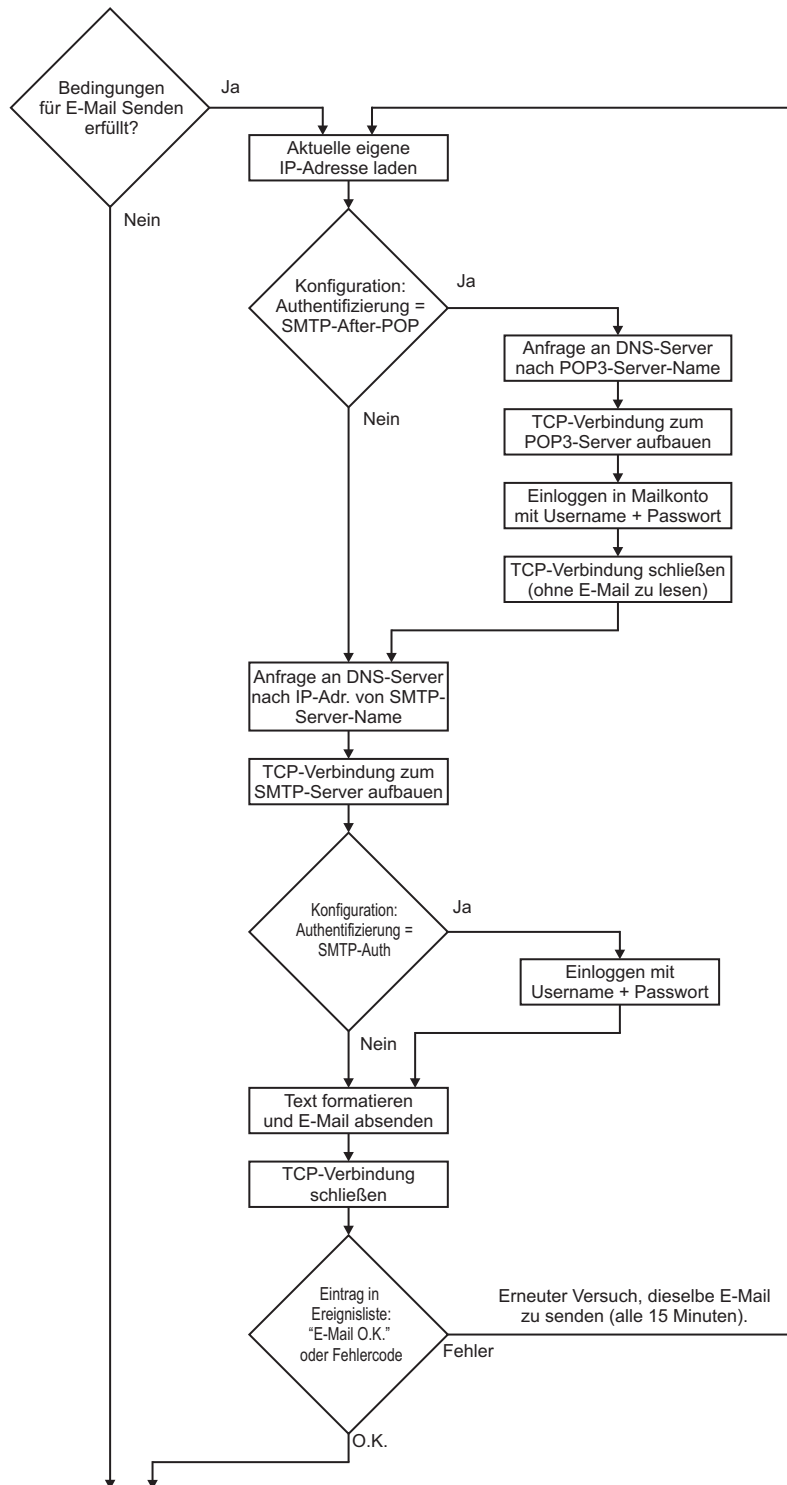 Bedingungen
für E-Mail Senden
erfüllt?
Ja
Nein
Aktuelle eigene
IP-Adresse laden
Konfiguration:
Authentifizierung =
SMTP-After-POP
Ja
Nein
Anfrage an DNS-Server
nach POP3-Server-Name
TCP-Verbindung zum
POP3-Server aufbauen
Einloggen in Mailkonto
mit Username + Passwort
TCP-Verbindung schließen
(ohne E-Mail zu lesen)
Anfrage an DNS-Server
nach IP-Adr. von SMTP-
Server-Name
TCP-Verbindung zum
SMTP-Server aufbauen
Konfiguration:
Authentifizierung =
SMTP-Auth
Ja
Nein
Einloggen mit
Username + Passwort
Text formatieren
und E-Mail absenden
TCP-Verbindung
schließen
Eintrag in
Ereignisliste:
“E-Mail O.K.”
oder Fehlercode
Erneuter Versuch, dieselbe E-Mail
zu senden (alle 15 Minuten).
Fehler
O.K.